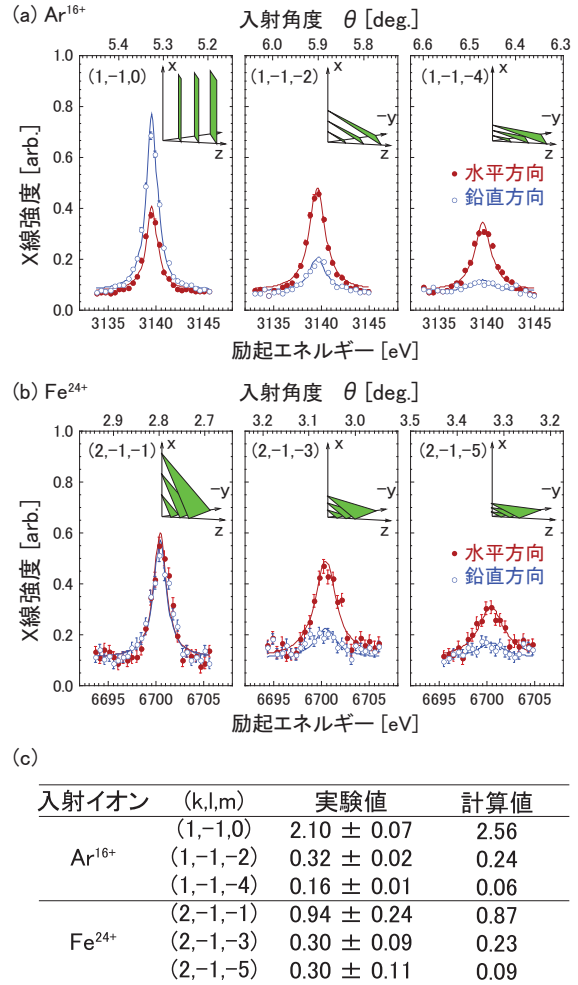 (a) Ar16+
入射角度 θ [deg.]
5.4 5.3 5.2 6.0 5.9 5.8 6.6 6.5 6.4 6.3
(1,-1,0) (1,-1,-2) (1,-1,-4)
x x x
-y -y
z z z
水平方向
鉛直方向
X線強度 [arb.]
1.0
0.8
0.6
0.4
0.2
0.0
3135 3140 3145 3135 3140 3145 3135 3140 3145
励起エネルギー [eV]
(b) Fe24+
入射角度 θ [deg.]
2.9 2.8 2.7 3.2 3.1 3.0 3.5 3.4 3.3 3.2
(2,-1,-1) (2,-1,-3) (2,-1,-5)
x x x
-y -y -y
z z z
水平方向
鉛直方向
X線強度 [arb.]
1.0
0.8
0.6
0.4
0.2
0.0
6695 6700 6705 6695 6700 6705 6695 6700 6705
励起エネルギー [eV]
(c)
入射イオン (k,l,m) 実験値 計算値
(1,-1,0) 2.10 ± 0.07 2.56
Ar16+ (1,-1,-2) 0.32 ± 0.02 0.24
(1,-1,-4) 0.16 ± 0.01 0.06
(2,-1,-1) 0.94 ± 0.24 0.87
Fe24+ (2,-1,-3) 0.30 ± 0.09 0.23
(2,-1,-5) 0.30 ± 0.11 0.09